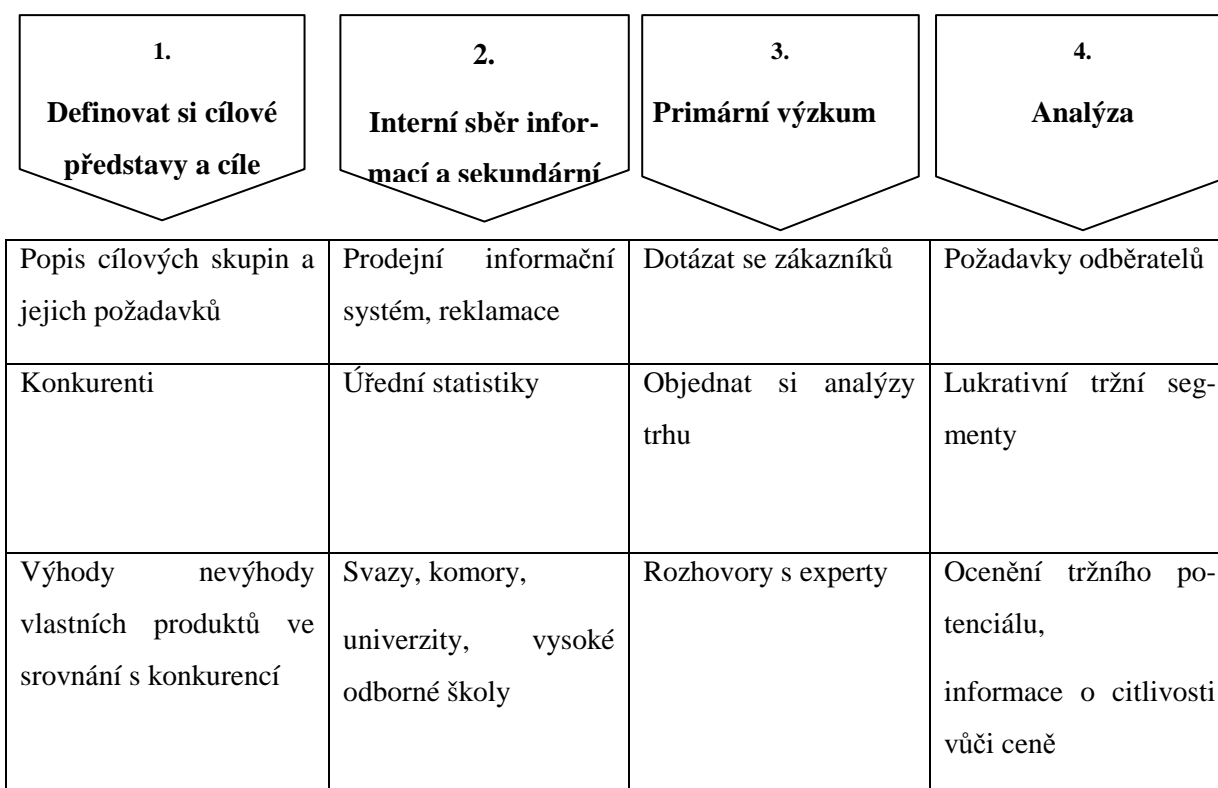 1.
Definovat si cílové
představy a cíle
2.
Interní sběr infor-
mací a sekundární
3.
Primární výzkum
4.
Analýza
Popis cílových skupin a
jejich požadavků
Prodejní informační
systém, reklamace
Dotázat se zákazníků
Požadavky odběratelů
Konkurenti
Úřední statistiky
Objednat si analýzy
trhu
Lukrativní tržní seg-
menty
Výhody nevýhody
vlastních produktů ve
srovnání s konkurencí
Svazy, komory,
univerzity, vysoké
odborné školy
Rozhovory s experty
Ocenění tržního po-
tenciálu,
informace o citlivosti
vůči ceně